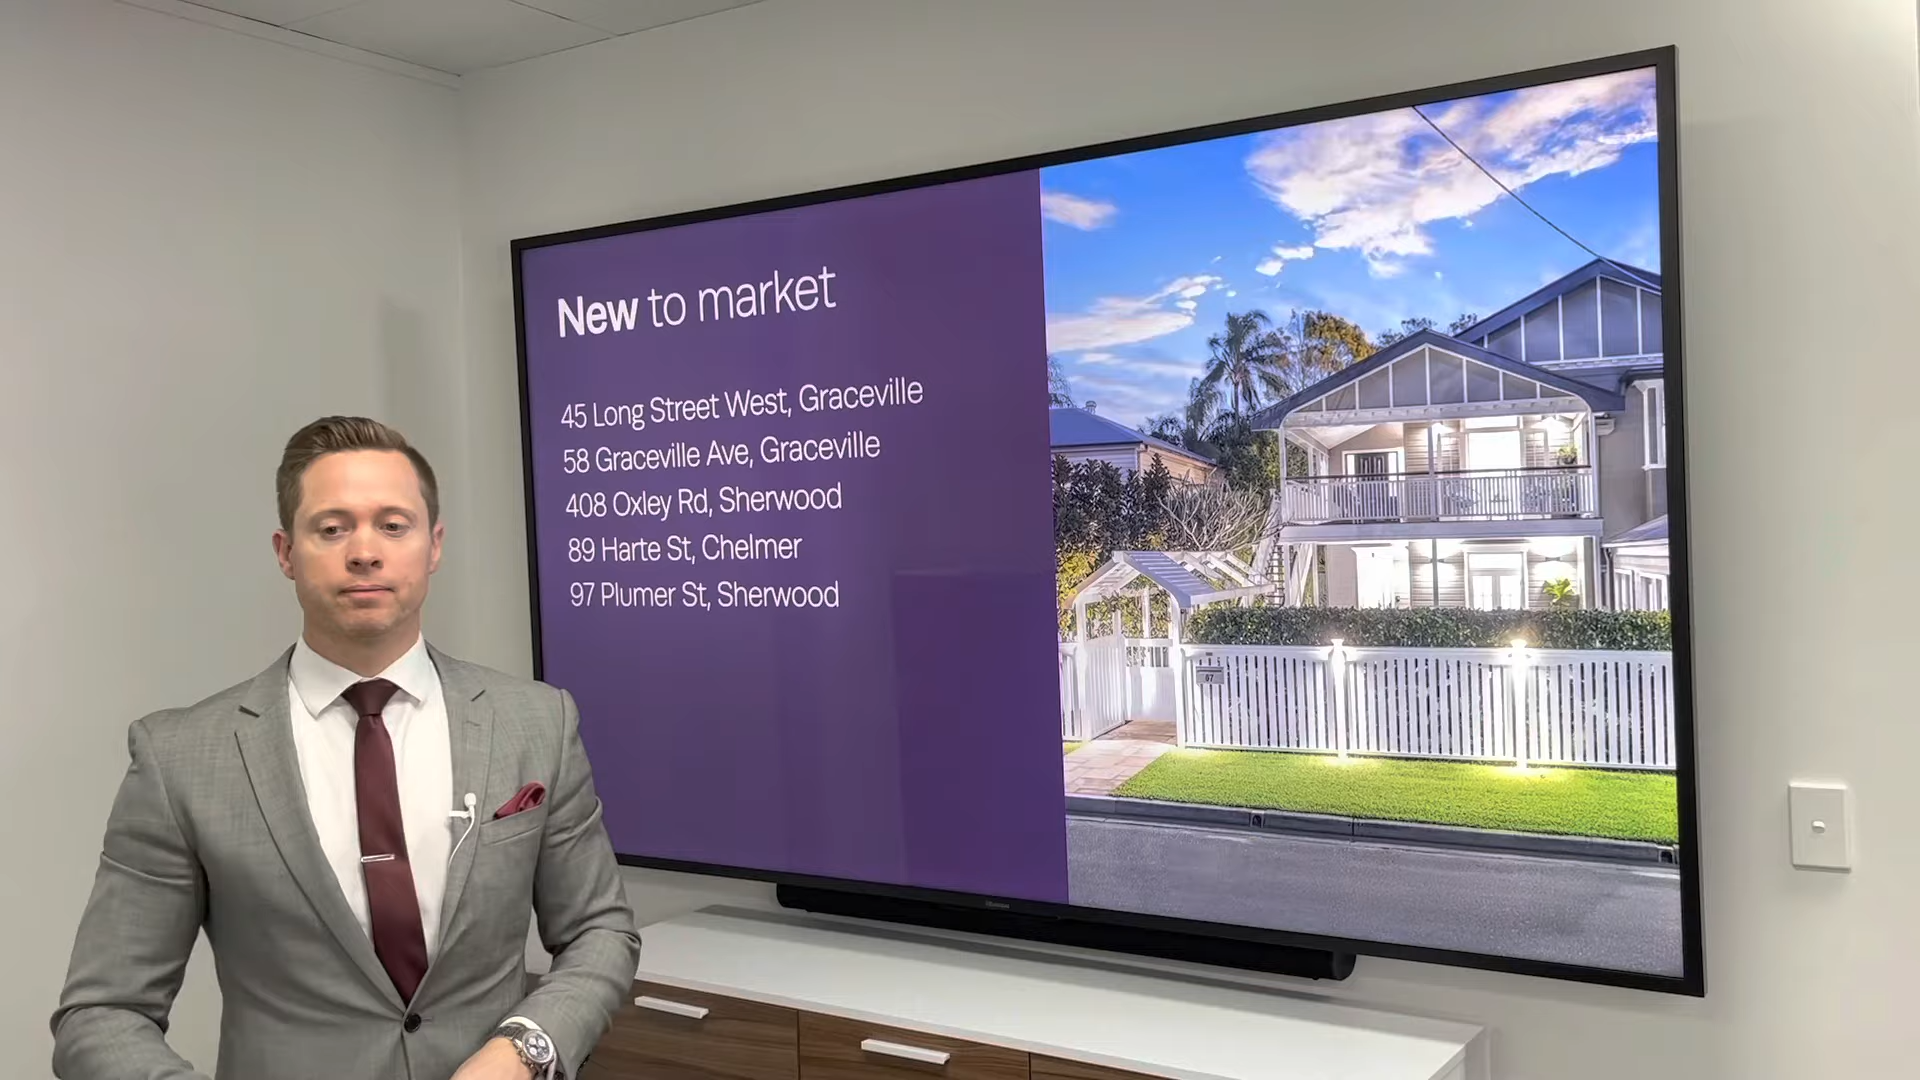 New to market
45 Long Street West, Graceville
58 Graceville Ave, Graceville
408 Oxley Rd, Sherwood
89 Harte St, Chelmer
97 Plumer St, Sherwood